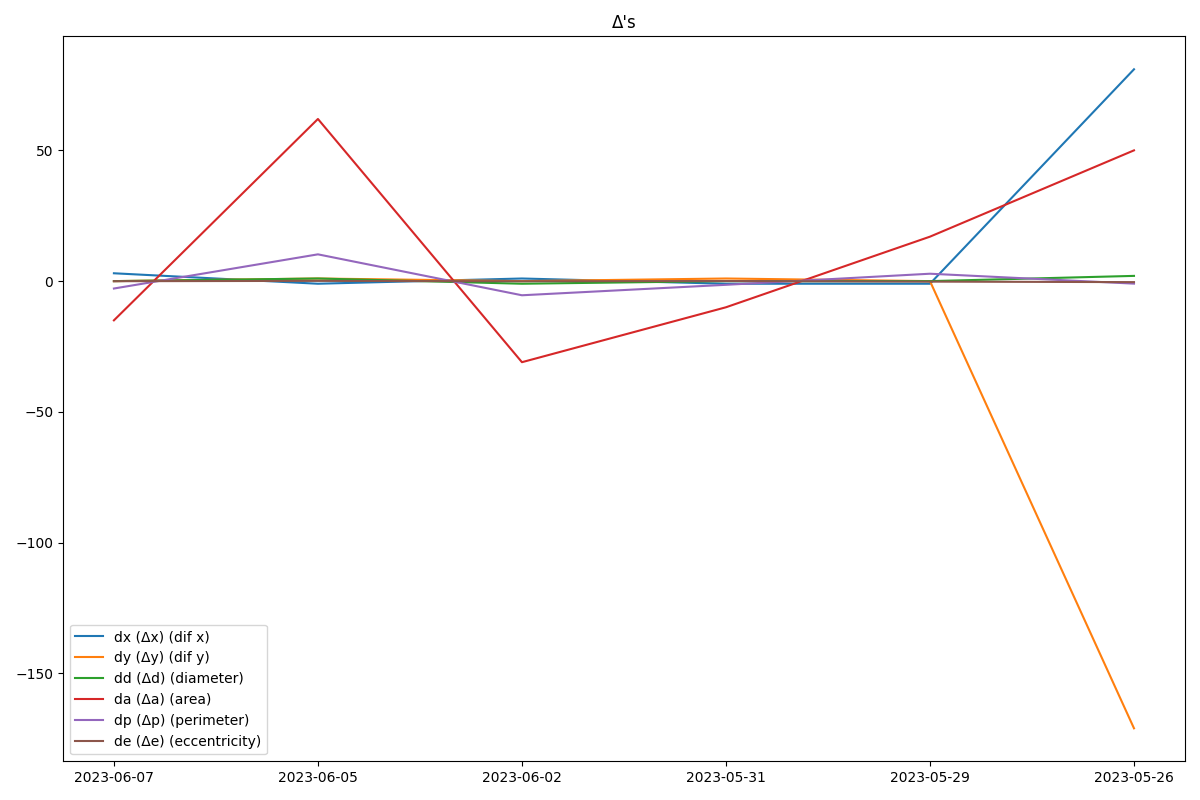 Δ's
50
0
−50
−100
−150
dx (Δx) (dif x)
dy (Δy) (dif y)
dd (Δd) (diameter)
da (Δa) (area)
dp (Δp) (perimeter)
de (Δe) (eccentricity)
2023-06-07 2023-06-05 2023-06-02 2023-05-31 2023-05-29 2023-05-26